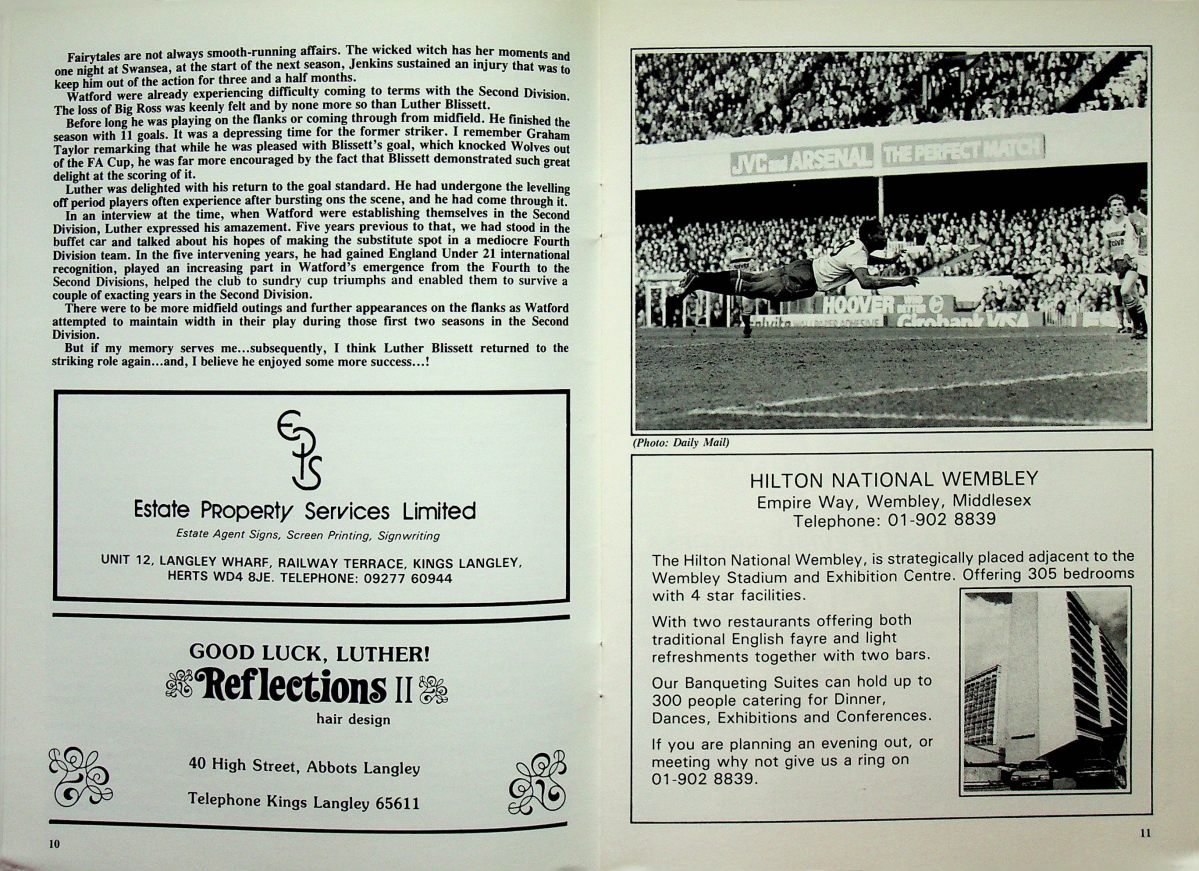 Fairytales are not always smooth-running affairs. The wicked witch has her moments and
one night at Swansea, at the start of the next season, Jenkins sustained an injury that was to
keep him out of the action for three and a half months.
Watford were already experiencing difficulty coming to terms with the Second Division.
The loss of Big Ross was keenly felt and by none more so than Luther Blissett.
Before long he was playing on the flanks or coming through from midfield. He finished the
season with 11 goals. It was a depressing time for the former striker. I remember Graham
Taylor remarking that while he was pleased with Blissett's goal, which knocked Wolves out
of the FA Cup, he was far more encouraged by the fact that Blissett demonstrated such great
delight at the scoring of it.
Luther was delighted with his return to the goal standard. He had undergone the levelling
off period players often experience after bursting ons the scene, and he had come through it.
In an interview at the time, when Watford were establishing themselves in the Second
Division, Luther expressed his amazement. Five years previous to that, we had stood in the
buffet car and talked about his hopes of making the substitute spot in a mediocre Fourth
Division team. In the five intervening years, he had gained England Under 21 international
recognition, played an increasing part in Watford's emergence from the Fourth to the
Second Divisions, helped the club to sundry cup triumphs and enabled them to survive a
couple of exacting years in the Second Division.
There were to be more midfield outings and further appearances on the flanks as Watford
attempted to maintain width in their play during those first two seasons in the Second
Division.
But if my memory serves me...subsequently, I think Luther Blissett returned to the
striking role again...and, I believe he enjoyed some more success...!
EPS
Estate Property Services Limited
Estate Agent Signs, Screen Printing, Signwriting
UNIT 12, LANGLEY WHARF, RAILWAY TERRACE, KINGS LANGLEY,
HERTS WD4 8JE. TELEPHONE: 09277 60944
GOOD LUCK, LUTHER!
Reflections II
hair design
40 High Street, Abbots Langley
Telephone Kings Langley 65611
10
JVC and ARSENAL THE PERFECT MATCH
HOOVER
Girobank VISA
(Photo: Daily Mail)
HILTON NATIONAL WEMBLEY
Empire Way, Wembley, Middlesex
Telephone: 01-902 8839
The Hilton National Wembley, is strategically placed adjacent to the
Wembley Stadium and Exhibition Centre. Offering 305 bedrooms
with 4 star facilities.
With two restaurants offering both
traditional English fayre and light
refreshments together with two bars.
Our Banqueting Suites can hold up to
300 people catering for Dinner,
Dances, Exhibitions and Conferences.
If you are planning an evening out, or
meeting why not give us a ring on
01-902 8839.
11